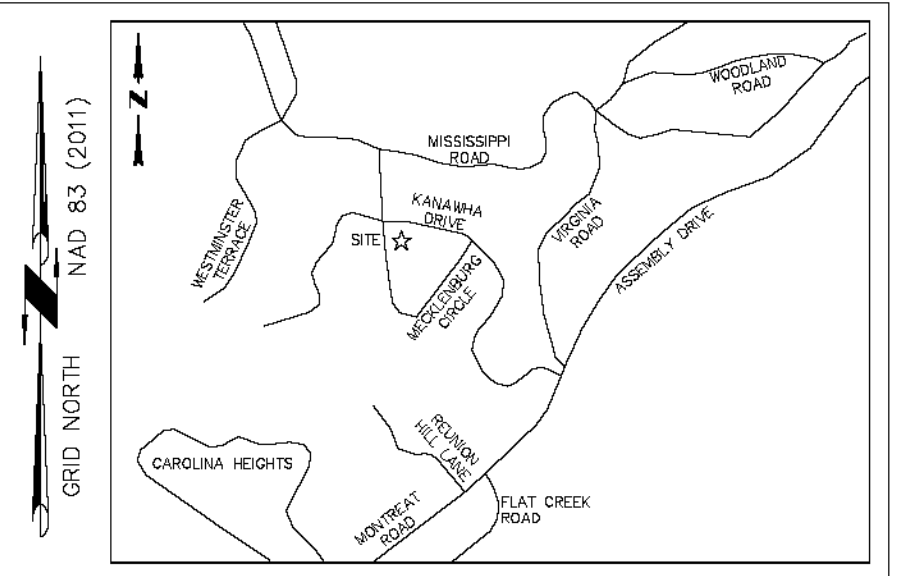 GRID NORTH
NAD 83 (2011)
N
WOODLAND
ROAD
MISSISSIPPI
ROAD
KANAWHA
DRIVE
WESTMINSTER
TERRACE
SITE
VIRGINIA
ROAD
ASSEMBLY DRIVE
MECKLENBURG
CIRCLE
REUNION
HILL LANE
CAROLINA HEIGHTS
MONTREAT
ROAD
FLAT CREEK
ROAD